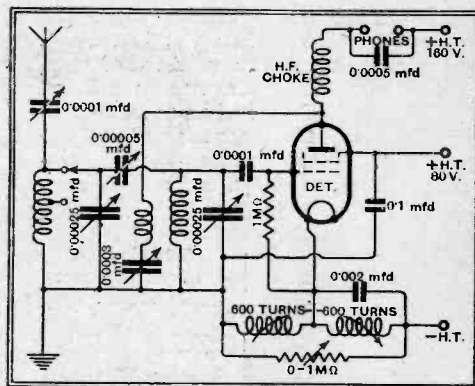 PHONES
+H.T.
160 V.
H.F.
CHOKE
0·0005 mfd
0·0001 mfd
0·00005
mfd
0·0001
mfd
+H.T.
80 V.
DET.
0·00025 mfd
1MΩ
0·00025 mfd
0·1
mfd
0·0003
mfd
0·002 mfd
600 TURNS
600 TURNS
−H.T.
0-1MΩ